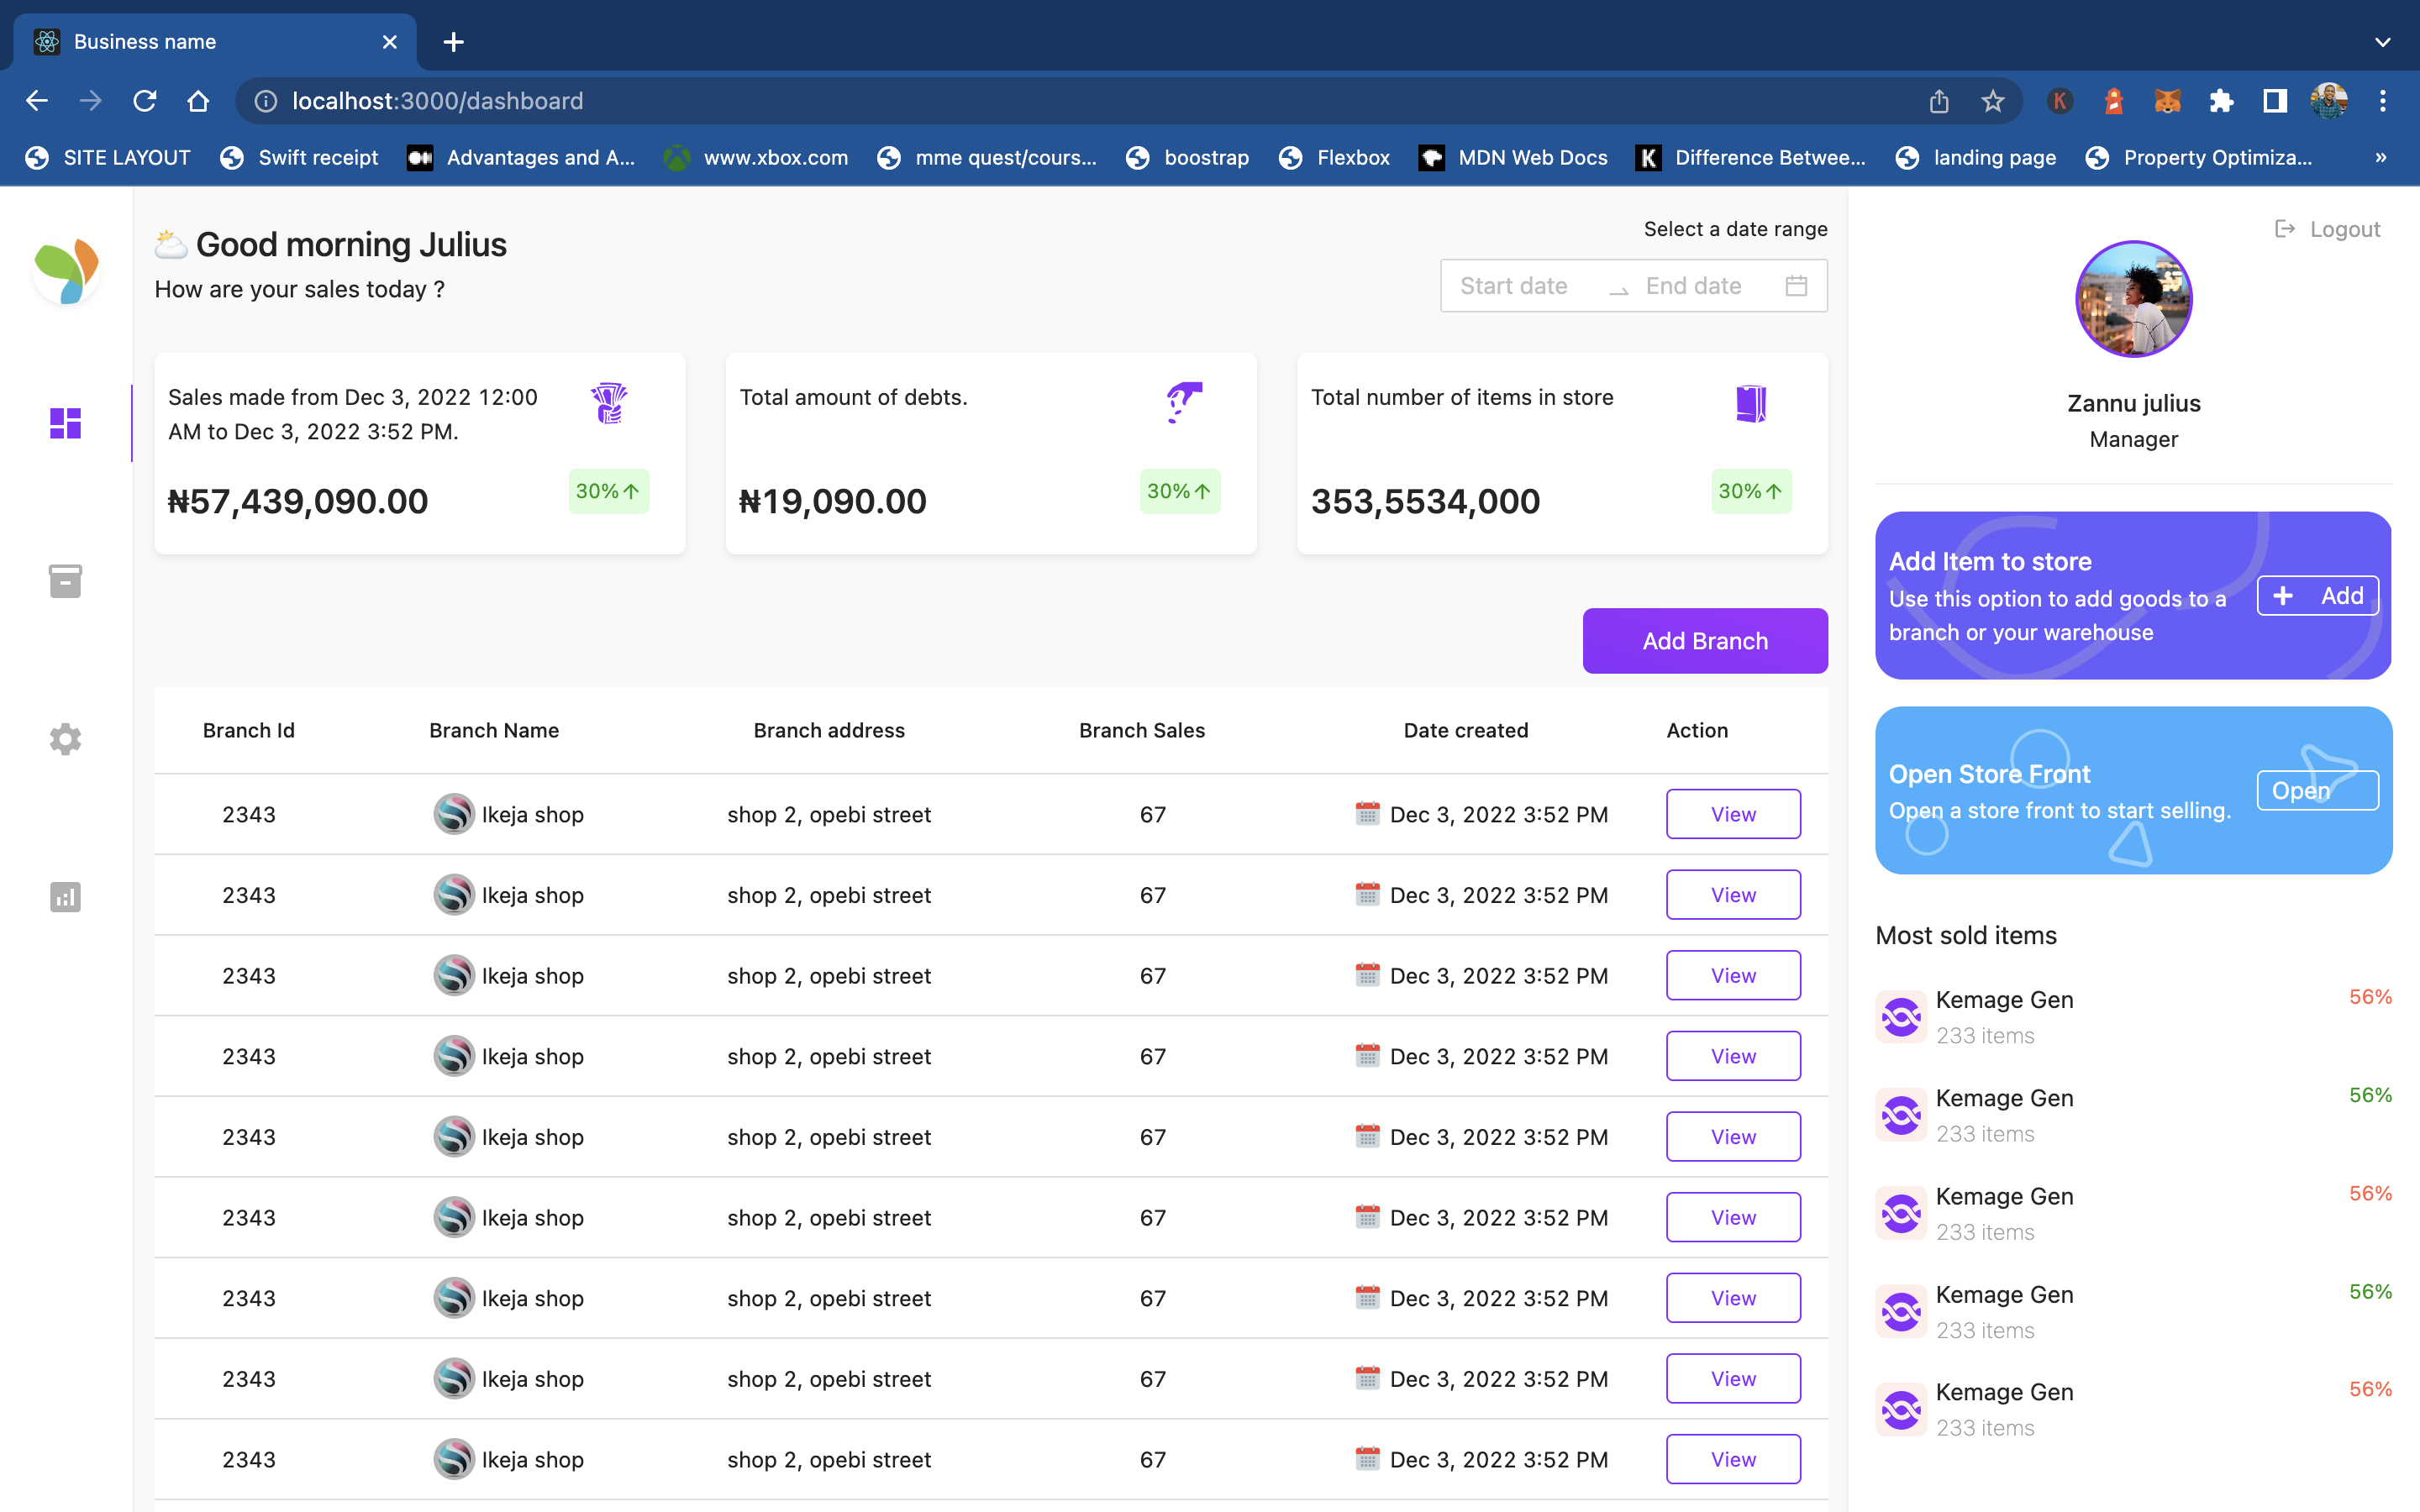 Business name
localhost:3000/dashboard
SITE LAYOUT
Swift receipt
Advantages and A...
www.xbox.com
mme quest/cours...
boostrap
Flexbox
MDN Web Docs
Differenc Betwee...
landing page
Property Optimiza...
»
Good morning Julius
How are your sales today ?
Select a date range
Start date
End date
Sales made from Dec 3, 2022 12:00
AM to Dec 3, 2022 3:52 PM.
₦57,439,090.00
30%↑
Total amount of debts.
₦19,090.00
30%↑
Total number of items in store
353,5534,000
30%↑
Add Branch
Branch Id Branch Name Branch address Branch Sales Date created Action
2343 Ikeja shop shop 2, opebi street 67 Dec 3, 2022 3:52 PM View
2343 Ikeja shop shop 2, opebi street 67 Dec 3, 2022 3:52 PM View
2343 Ikeja shop shop 2, opebi street 67 Dec 3, 2022 3:52 PM View
2343 Ikeja shop shop 2, opebi street 67 Dec 3, 2022 3:52 PM View
2343 Ikeja shop shop 2, opebi street 67 Dec 3, 2022 3:52 PM View
2343 Ikeja shop shop 2, opebi street 67 Dec 3, 2022 3:52 PM View
2343 Ikeja shop shop 2, opebi street 67 Dec 3, 2022 3:52 PM View
2343 Ikeja shop shop 2, opebi street 67 Dec 3, 2022 3:52 PM View
2343 Ikeja shop shop 2, opebi street 67 Dec 3, 2022 3:52 PM View
Logout
Zannu julius
Manager
Add Item to store
Use this option to add goods to a
branch or your warehouse
+ Add
Open Store Front
Open a store front to start selling.
Open
Most sold items
Kemage Gen 56%
233 items
Kemage Gen 56%
233 items
Kemage Gen 56%
233 items
Kemage Gen 56%
233 items
Kemage Gen 56%
233 items